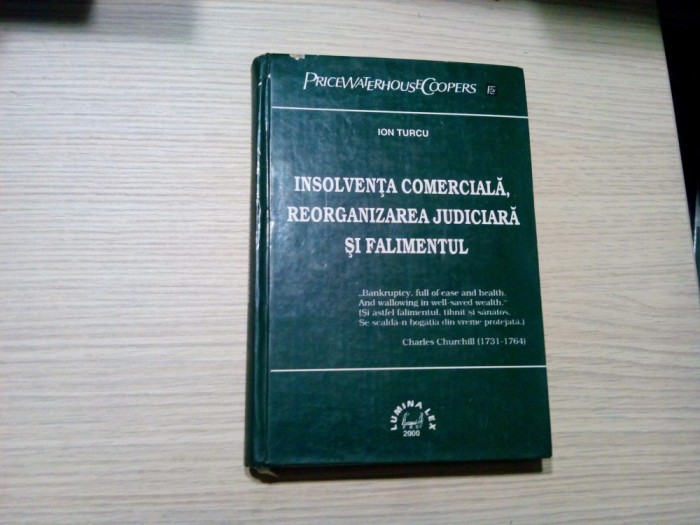 PRICEWATERHOUSECOOPERS
ION TURCU
INSOLVENȚA COMERCIALĂ,
REORGANIZAREA JUDICIARĂ
ȘI FALIMENTUL
„Bankruptcy, full of ease and health,
And wallowing in well-saved wealth.”
(Și astfel falimentul, tihnit și sănătos,
Se scaldă-n bogăția din vreme protejată.)
Charles Churchill (1731-1764)
LUMINA LEX
2000